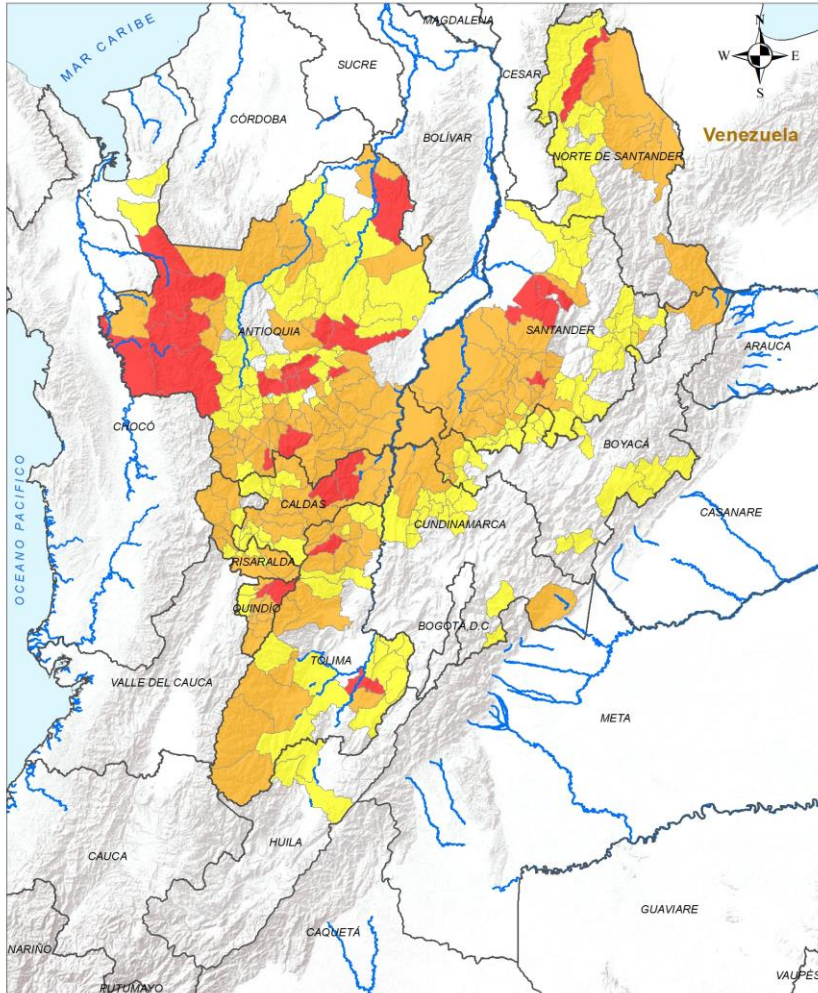 MAGDALENA
N
MAR CARIBE
SUCRE
CESAR
W
E
S
CÓRDOBA
BOLÍVAR
Venezuela
NORTE DE SANTANDER
ANTIOQUIA
SANTANDER
ARAUCA
CHOCÓ
BOYACÁ
OCEANO PACIFICO
CALDAS
CUNDINAMARCA
CASANARE
RISARALDA
QUINDÍO
BOGOTÁ, D.C
TOLIMA
VALLE DEL CAUCA
META
HUILA
CAUCA
GUAVIARE
CAQUETÁ
NARIÑO
PUTUMAYO
VAUPÉS